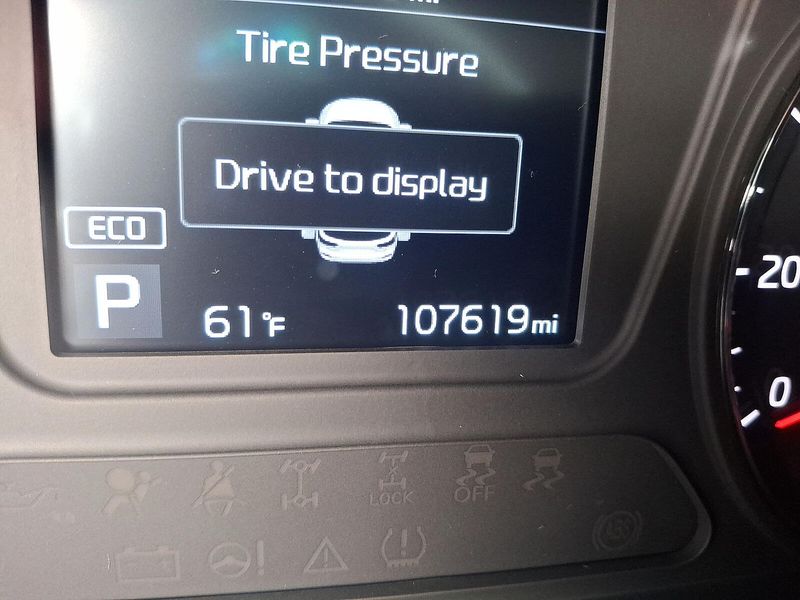 Tire Pressure
Drive to display
ECO
P
61°F 107619mi
20
0
LOCK
OFF